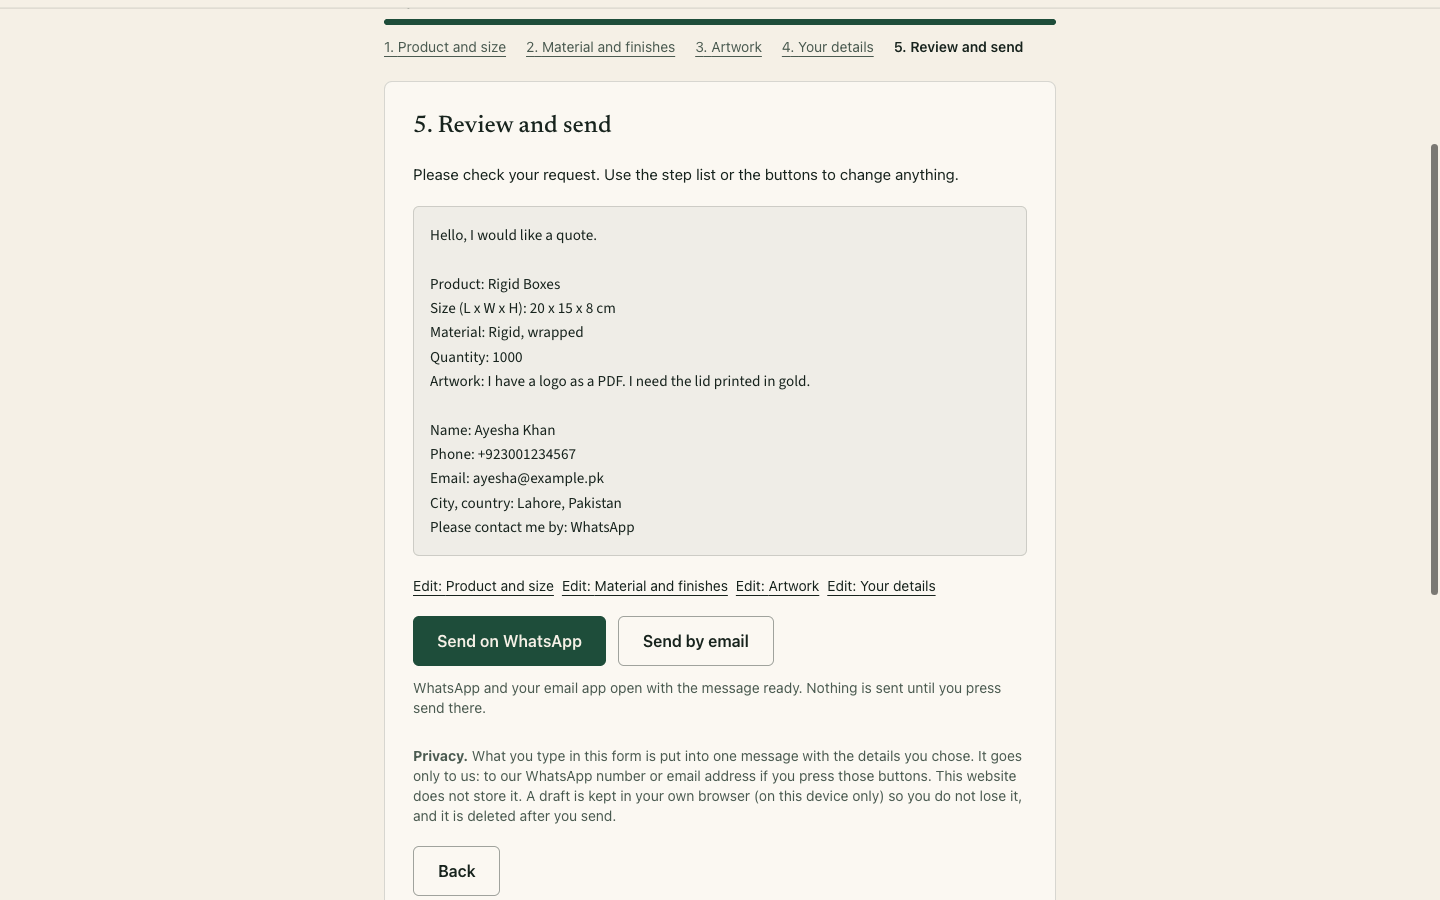 1. Product and size 2. Material and finishes 3. Artwork 4. Your details 5. Review and send
5. Review and send
Please check your request. Use the step list or the buttons to change anything.
Hello, I would like a quote.
Product: Rigid Boxes
Size (L x W x H): 20 x 15 x 8 cm
Material: Rigid, wrapped
Quantity: 1000
Artwork: I have a logo as a PDF. I need the lid printed in gold.
Name: Ayesha Khan
Phone: +923001234567
Email: ayesha@example.pk
City, country: Lahore, Pakistan
Please contact me by: WhatsApp
Edit: Product and size Edit: Material and finishes Edit: Artwork Edit: Your details
Send on WhatsApp Send by email
WhatsApp and your email app open with the message ready. Nothing is sent until you press
send there.
Privacy. What you type in this form is put into one message with the details you chose. It goes
only to us: to our WhatsApp number or email address if you press those buttons. This website
does not store it. A draft is kept in your own browser (on this device only) so you do not lose it,
and it is deleted after you send.
Back